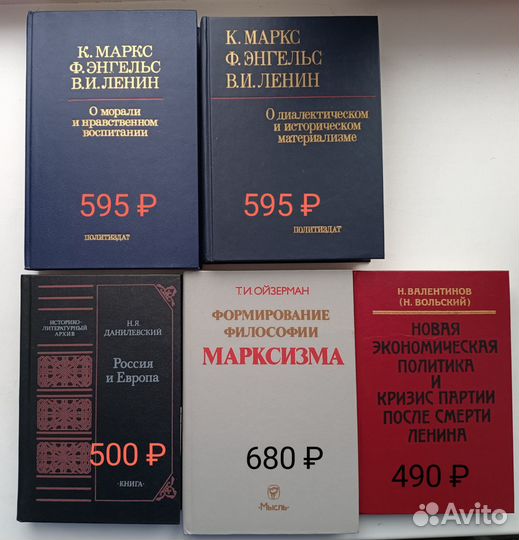 К. МАРКС
Ф. ЭНГЕЛЬС
В.И. ЛЕНИН
О морали
и нравственном
воспитании
595 ₽
ПОЛИТИЗДАТ
К. МАРКС
Ф. ЭНГЕЛЬС
В.И. ЛЕНИН
О диалектическом
и историческом
материализме
595 ₽
ПОЛИТИЗДАТ
ИСТОРИКО-
ЛИТЕРАТУРНЫЙ
АРХИВ
Н.Я.
ДАНИЛЕВСКИЙ
Россия
и Европа
500 ₽
·КНИГА·
Т.И. ОЙЗЕРМАН
ФОРМИРОВАНИЕ
ФИЛОСОФИИ
МАРКСИЗМА
680 ₽
·Мысль·
Н. ВАЛЕНТИНОВ
(Н. ВОЛЬСКИЙ)
НОВАЯ
ЭКОНОМИЧЕСКАЯ
ПОЛИТИКА
И
КРИЗИС ПАРТИИ
ПОСЛЕ СМЕРТИ
ЛЕНИНА
490 ₽
Avito